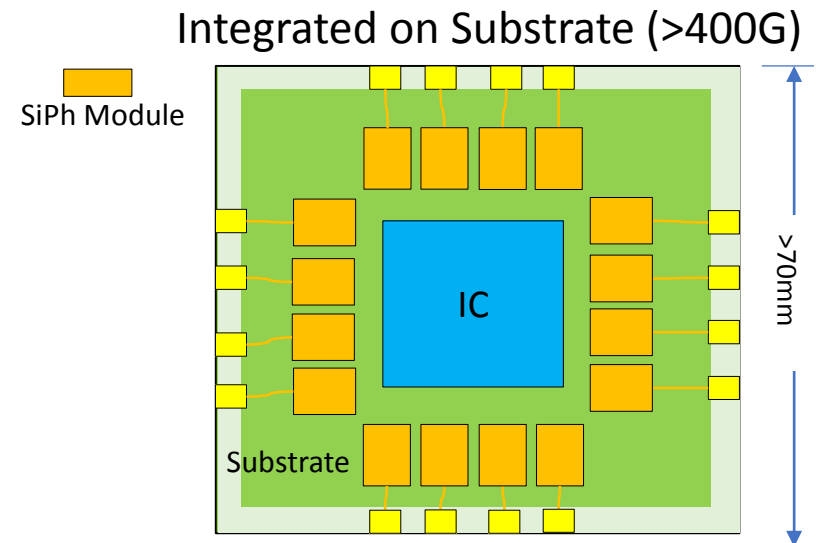 Integrated on Substrate (>400G)
SiPh Module
IC
>70mm
Substrate